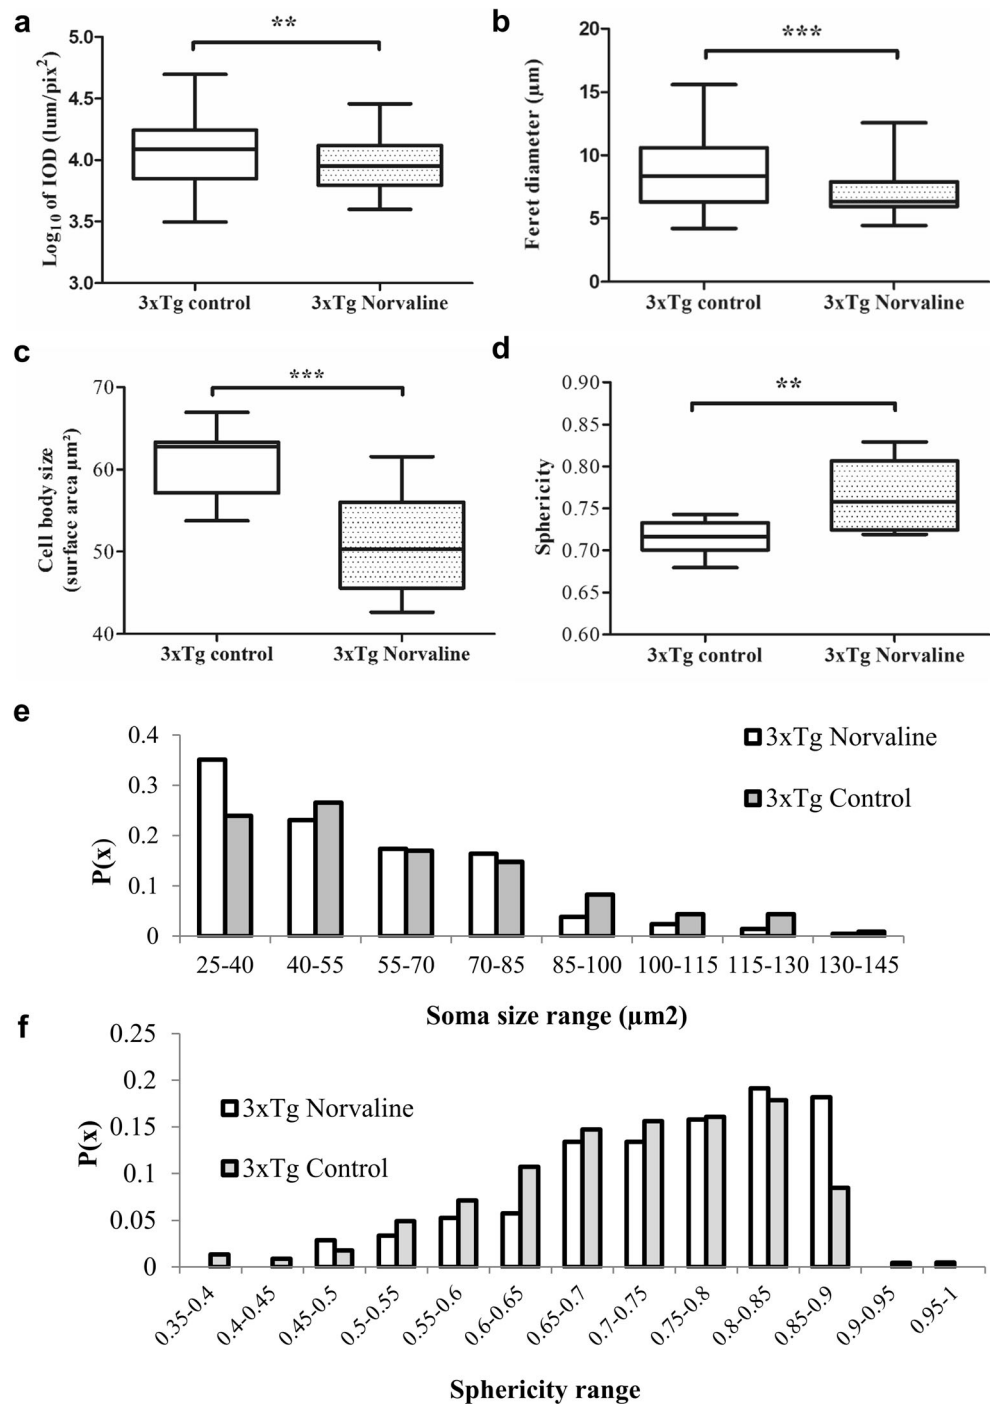 a
**
5.0
4.5
4.0
3.5
3.0
Log10 of IOD (lum/pix2)
3xTg control
3xTg Norvaline
b
***
20
15
10
5
0
Feret diameter (µm)
3xTg control
3xTg Norvaline
c
***
70
60
50
40
Cell body size
(surface area µm²)
3xTg control
3xTg Norvaline
d
**
0.90
0.85
0.80
0.75
0.70
0.65
0.60
Sphericity
3xTg control
3xTg Norvaline
e
0.4
0.3
0.2
0.1
0
P(x)
3xTg Norvaline
3xTg Control
25-40 40-55 55-70 70-85 85-100 100-115 115-130 130-145
Soma size range (µm2)
f
0.25
0.2
0.15
0.1
0.05
0
P(x)
3xTg Norvaline
3xTg Control
0.35-0.4 0.4-0.45 0.45-0.5 0.5-0.55 0.55-0.6 0.6-0.65 0.65-0.7 0.7-0.75 0.75-0.8 0.8-0.85 0.85-0.9 0.9-0.95 0.95-1
Sphericity range